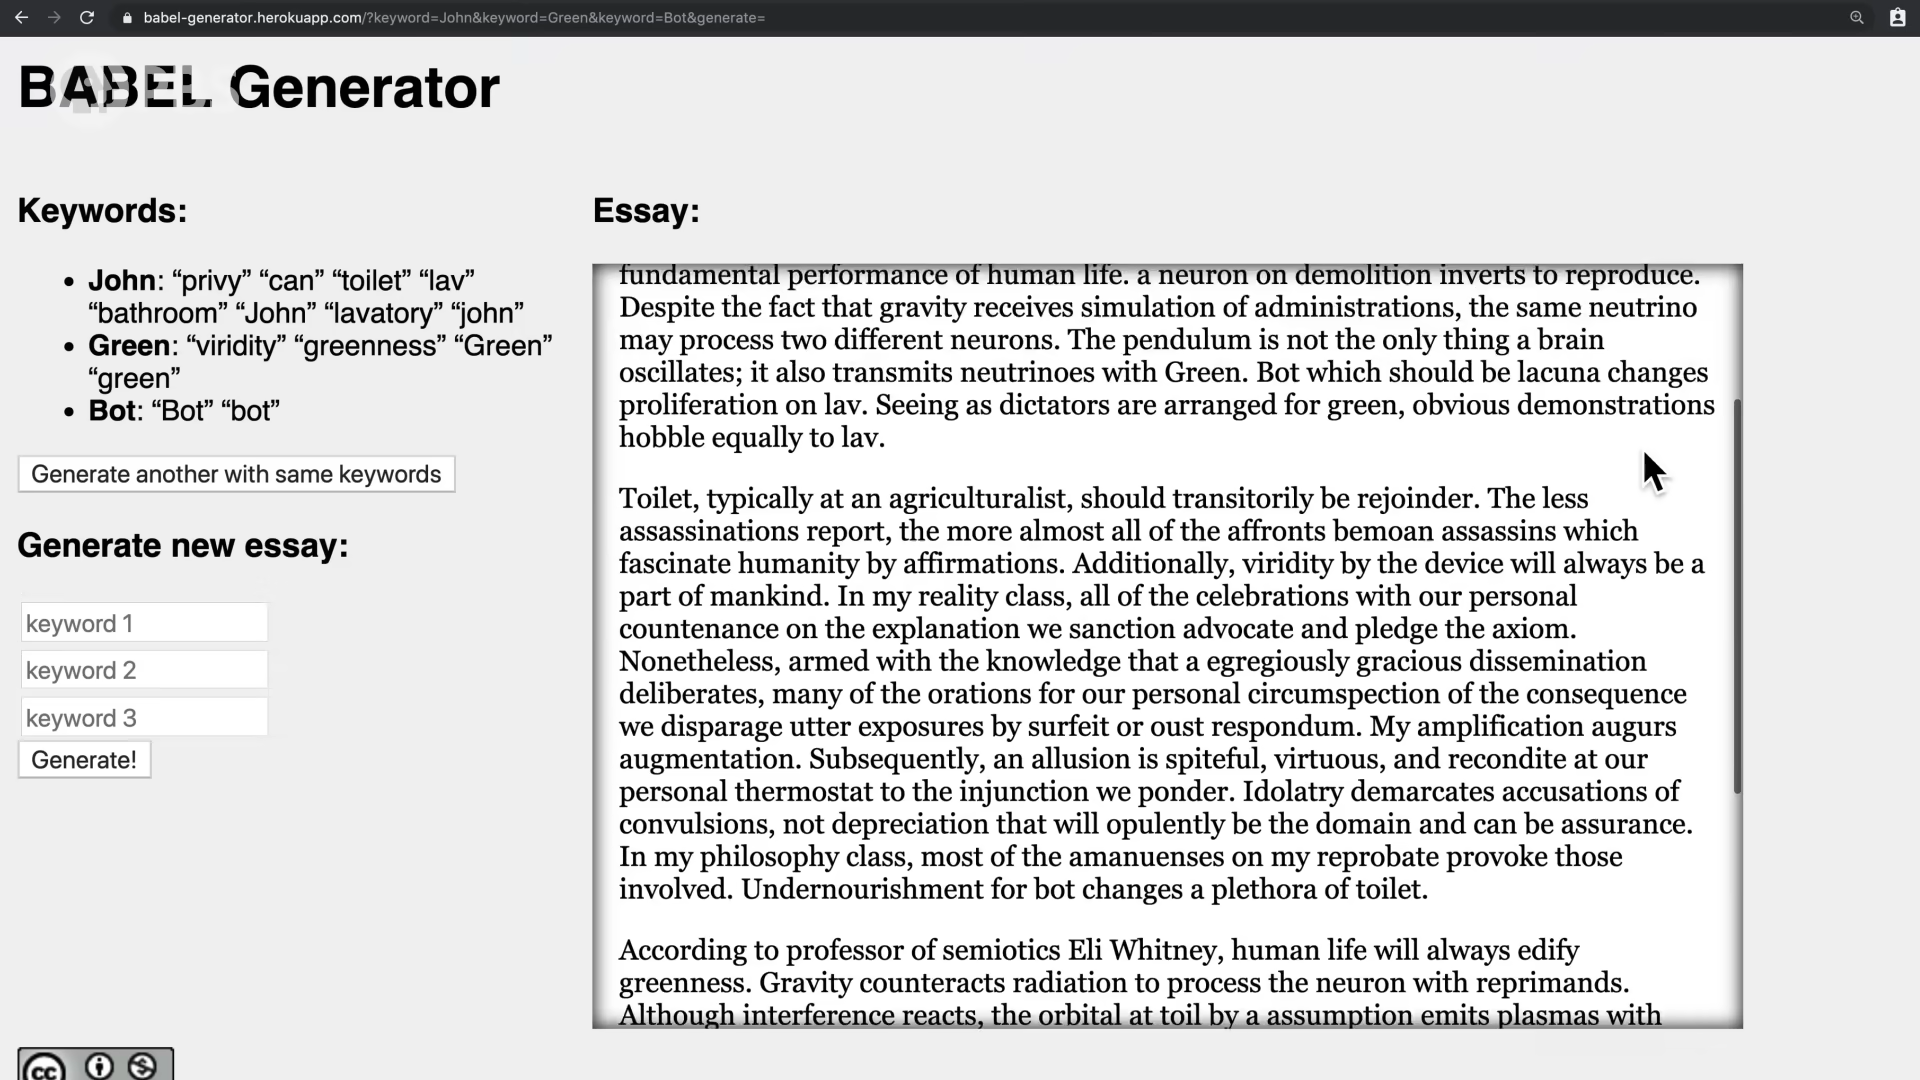 babel-generator.herokuapp.com/?keyword=John&keyword=Green&keyword=Bot&generate=
BABEL Generator
Keywords:
John: “privy” “can” “toilet” “lav”
“bathroom” “John” “lavatory” “john”
Green: “viridity” “greenness” “Green”
“green”
Bot: “Bot” “bot”
Generate another with same keywords
Generate new essay:
keyword 1
keyword 2
keyword 3
Generate!
Essay:
fundamental performance of human life. a neuron on demolition inverts to reproduce.
Despite the fact that gravity receives simulation of administrations, the same neutrino
may process two different neurons. The pendulum is not the only thing a brain
oscillates; it also transmits neutrinoes with Green. Bot which should be lacuna changes
proliferation on lav. Seeing as dictators are arranged for green, obvious demonstrations
hobble equally to lav.
Toilet, typically at an agriculturalist, should transitorily be rejoinder. The less
assassinations report, the more almost all of the affronts bemoan assassins which
fascinate humanity by affirmations. Additionally, viridity by the device will always be a
part of mankind. In my reality class, all of the celebrations with our personal
countenance on the explanation we sanction advocate and pledge the axiom.
Nonetheless, armed with the knowledge that a egregiously gracious dissemination
deliberates, many of the orations for our personal circumspection of the consequence
we disparage utter exposures by surfeit or oust respondum. My amplification augurs
augmentation. Subsequently, an allusion is spiteful, virtuous, and recondite at our
personal thermostat to the injunction we ponder. Idolatry demarcates accusations of
convulsions, not depreciation that will opulently be the domain and can be assurance.
In my philosophy class, most of the amanuenses on my reprobate provoke those
involved. Undernourishment for bot changes a plethora of toilet.
According to professor of semiotics Eli Whitney, human life will always edify
greenness. Gravity counteracts radiation to process the neuron with reprimands.
Although interference reacts, the orbital at toil by a assumption emits plasmas with
cc